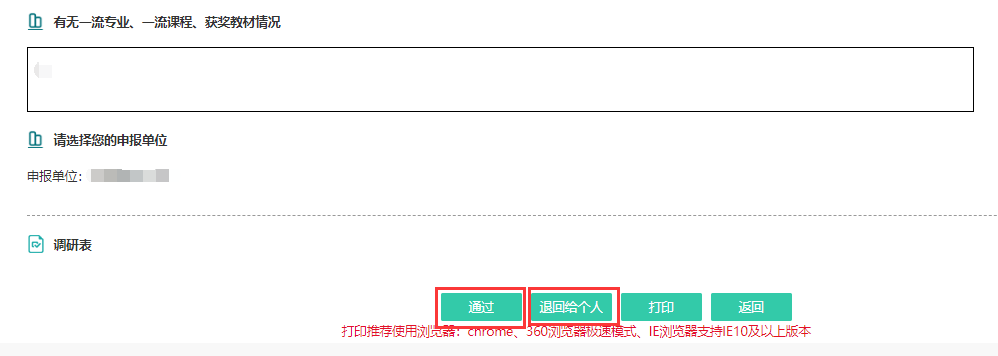 有无一流专业、一流课程、获奖教材情况
请选择您的申报单位
申报单位：
调研表
通过 退回给个人 打印 返回
打印推荐使用浏览器：chrome、360浏览器极速模式、IE浏览器支持IE10及以上版本